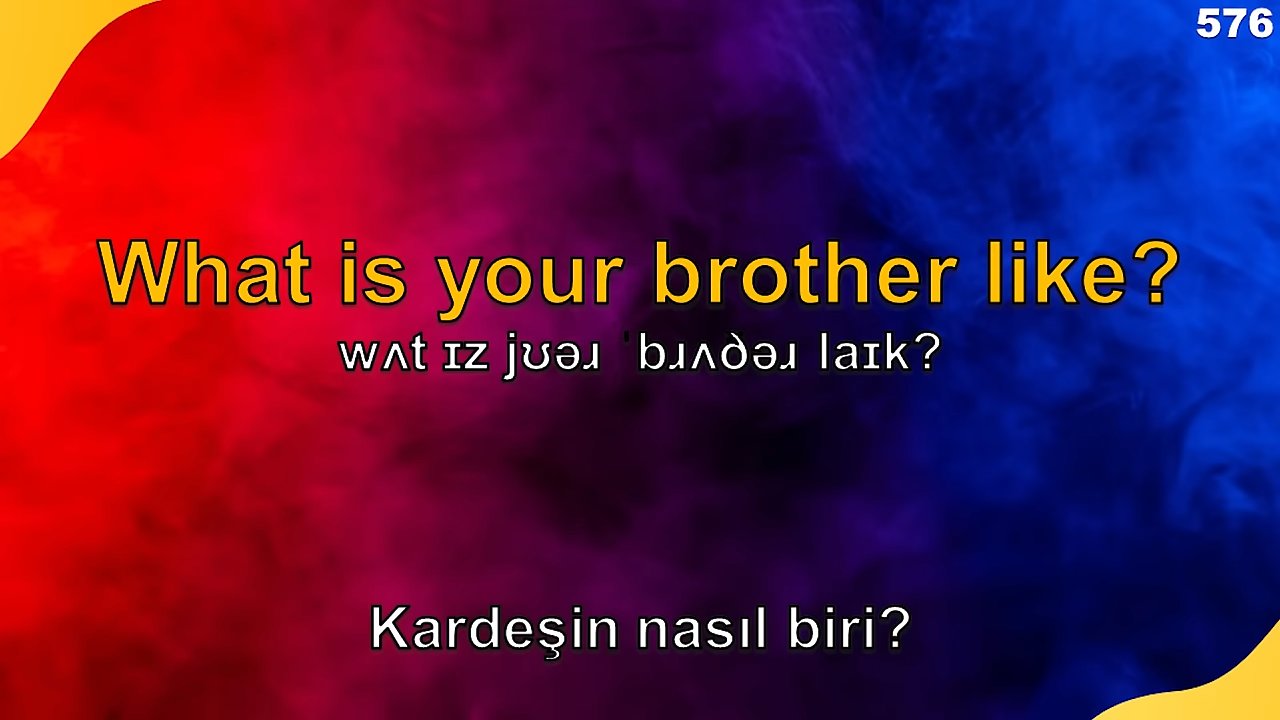 576
What is your brother like?
wʌt ɪz jʊəɹ ˈbɹʌðəɹ laɪk?
Kardeşin nasıl biri?